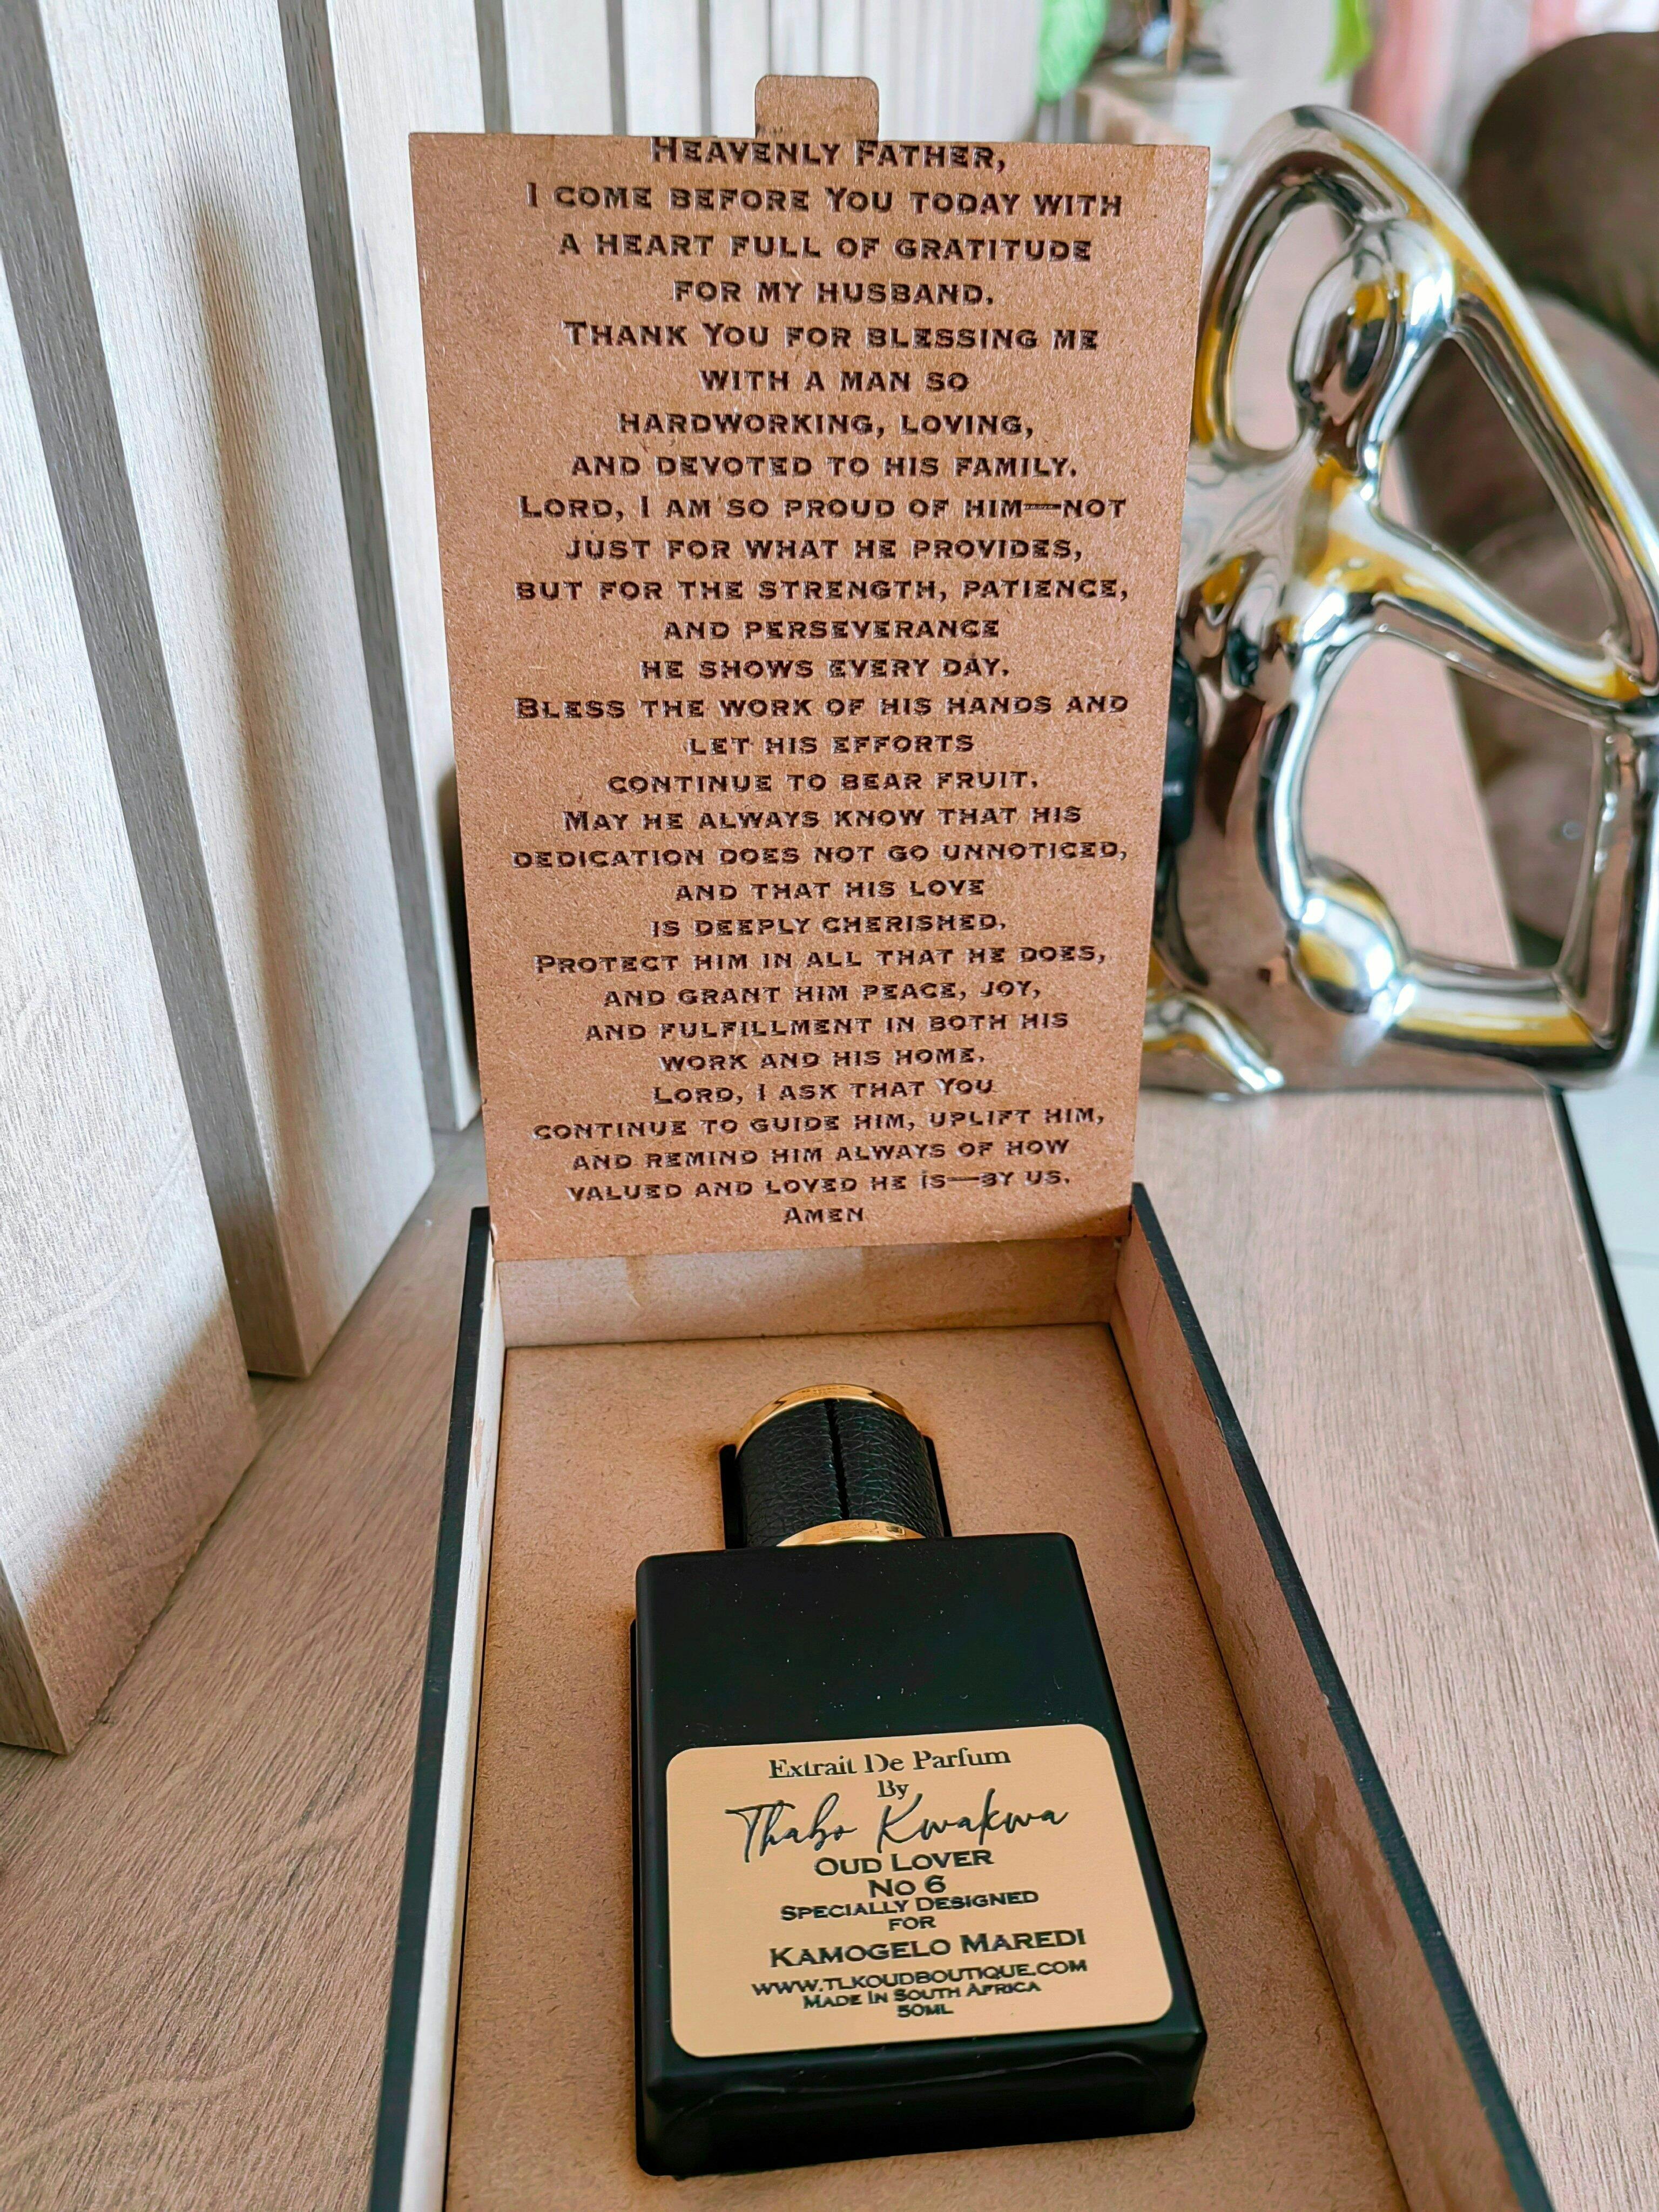 HEAVENLY FATHER,
I COME BEFORE YOU TODAY WITH
A HEART FULL OF GRATITUDE
FOR MY HUSBAND.
THANK YOU FOR BLESSING ME
WITH A MAN SO
HARDWORKING, LOVING,
AND DEVOTED TO HIS FAMILY.
LORD, I AM SO PROUD OF HIM—NOT
JUST FOR WHAT HE PROVIDES,
BUT FOR THE STRENGTH, PATIENCE,
AND PERSEVERANCE
HE SHOWS EVERY DAY.
BLESS THE WORK OF HIS HANDS AND
LET HIS EFFORTS
CONTINUE TO BEAR FRUIT.
MAY HE ALWAYS KNOW THAT HIS
DEDICATION DOES NOT GO UNNOTICED,
AND THAT HIS LOVE
IS DEEPLY CHERISHED.
PROTECT HIM IN ALL THAT HE DOES,
AND GRANT HIM PEACE, JOY,
AND FULFILLMENT IN BOTH HIS
WORK AND HIS HOME.
LORD, I ASK THAT YOU
CONTINUE TO GUIDE HIM, UPLIFT HIM,
AND REMIND HIM ALWAYS OF HOW
VALUED AND LOVED HE IS—BY US.
AMEN
Extrait De Parfum
By
Thabo Kwakwa
OUD LOVER
NO 6
SPECIALLY DESIGNED
FOR
KAMOGELO MAREDI
WWW.TLKOUDBOUTIQUE.COM
MADE IN SOUTH AFRICA
50ML